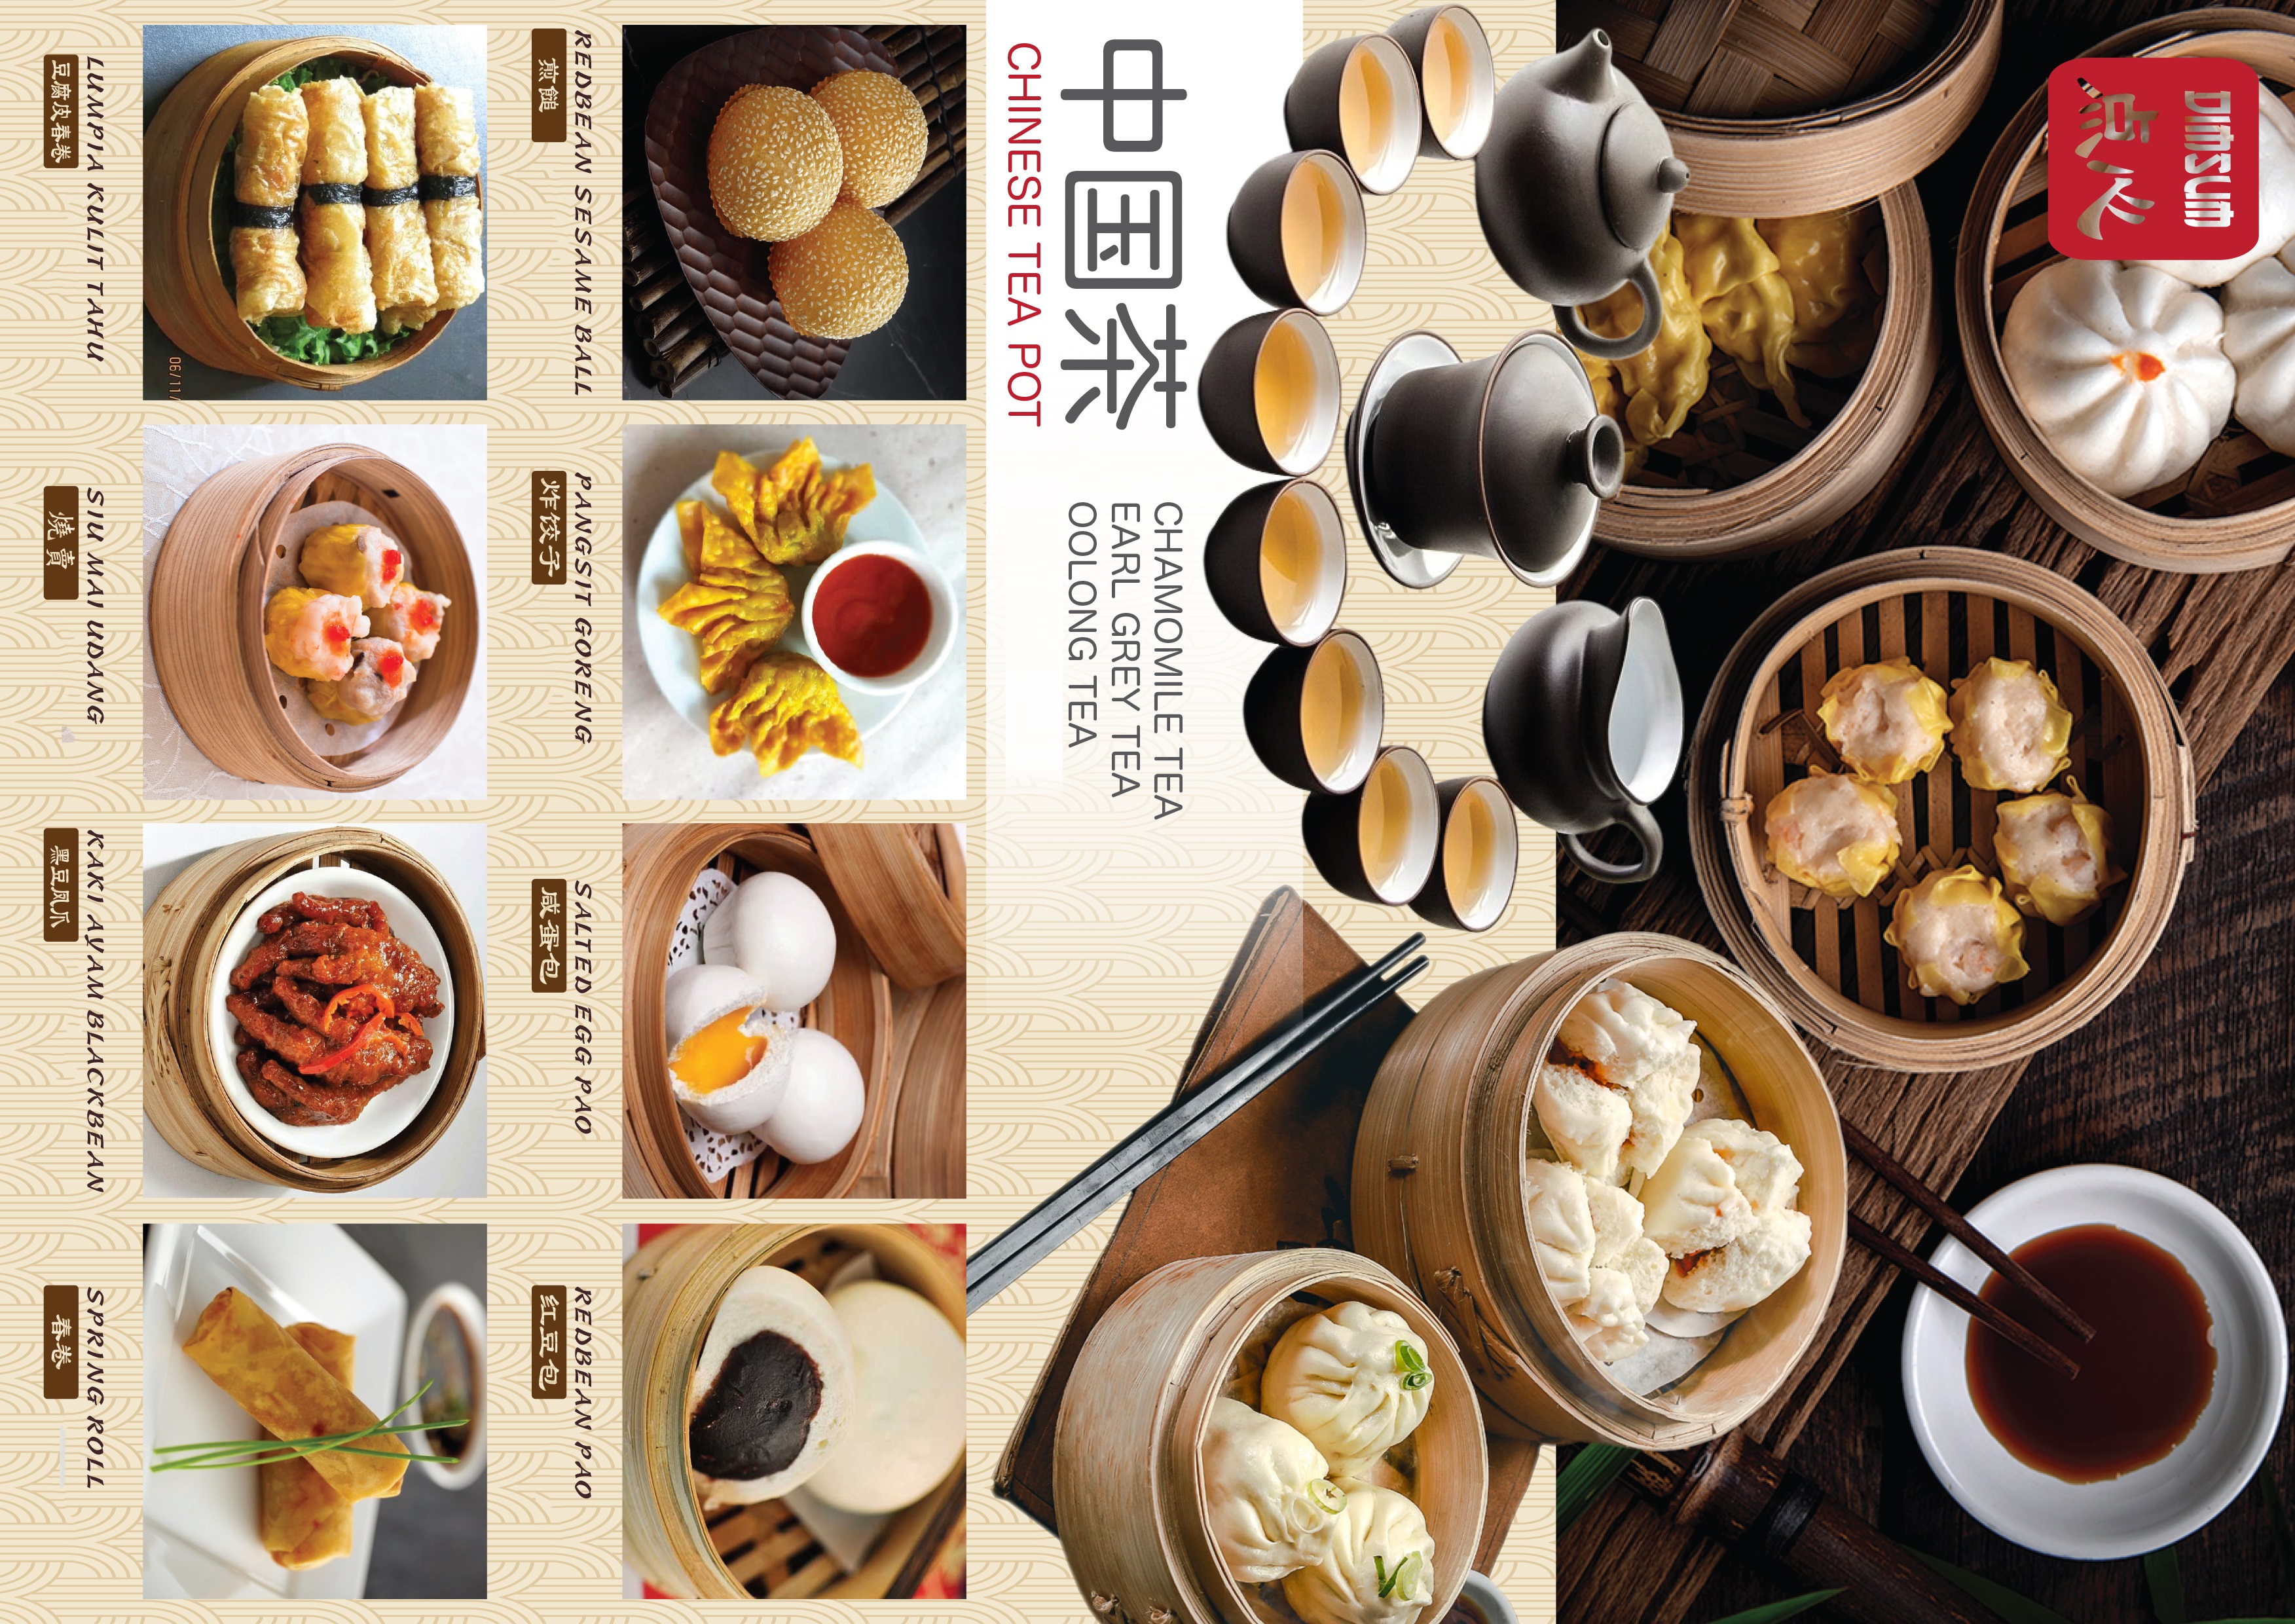 DIMSUM
点心
中国茶
CHINESE TEA POT
CHAMOMILE TEA
EARL GREY TEA
OOLONG TEA
REDBEAN SESAME BALL
煎䭔
PANGSIT GORENG
炸饺子
SALTED EGG PAO
咸蛋包
REDBEAN PAO
红豆包
06/11/
LUMPIA KULIT TAHU
豆腐皮春卷
SIU MAI UDANG
燒賣
KAKI AYAM BLACKBEAN
黑豆凤爪
SPRING ROLL
春卷